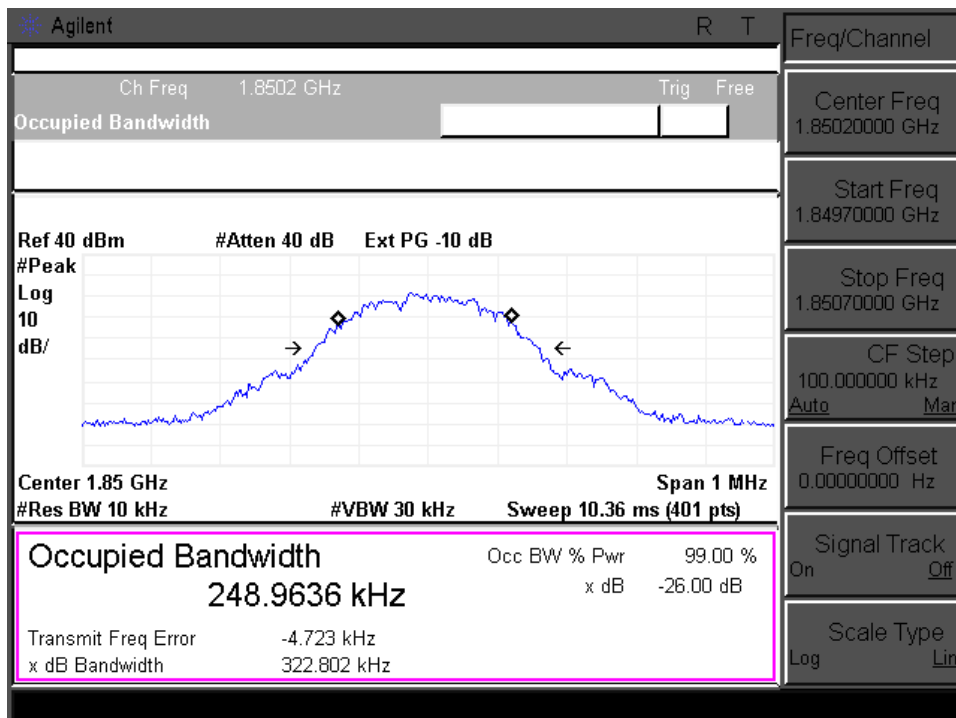 Agilent R T
Ch Freq 1.8502 GHz Trig Free
Occupied Bandwidth
Ref 40 dBm #Atten 40 dB Ext PG -10 dB
#Peak
Log
10
dB/
Center 1.85 GHz Span 1 MHz
#Res BW 10 kHz #VBW 30 kHz Sweep 10.36 ms (401 pts)
Occupied Bandwidth
248.9636 kHz
Occ BW % Pwr 99.00 %
x dB -26.00 dB
Transmit Freq Error -4.723 kHz
x dB Bandwidth 322.802 kHz
Freq/Channel
Center Freq
1.85020000 GHz
Start Freq
1.84970000 GHz
Stop Freq
1.85070000 GHz
CF Step
100.000000 kHz
Auto Mar
Freq Offset
0.00000000 Hz
Signal Track
On Off
Scale Type
Log Lin